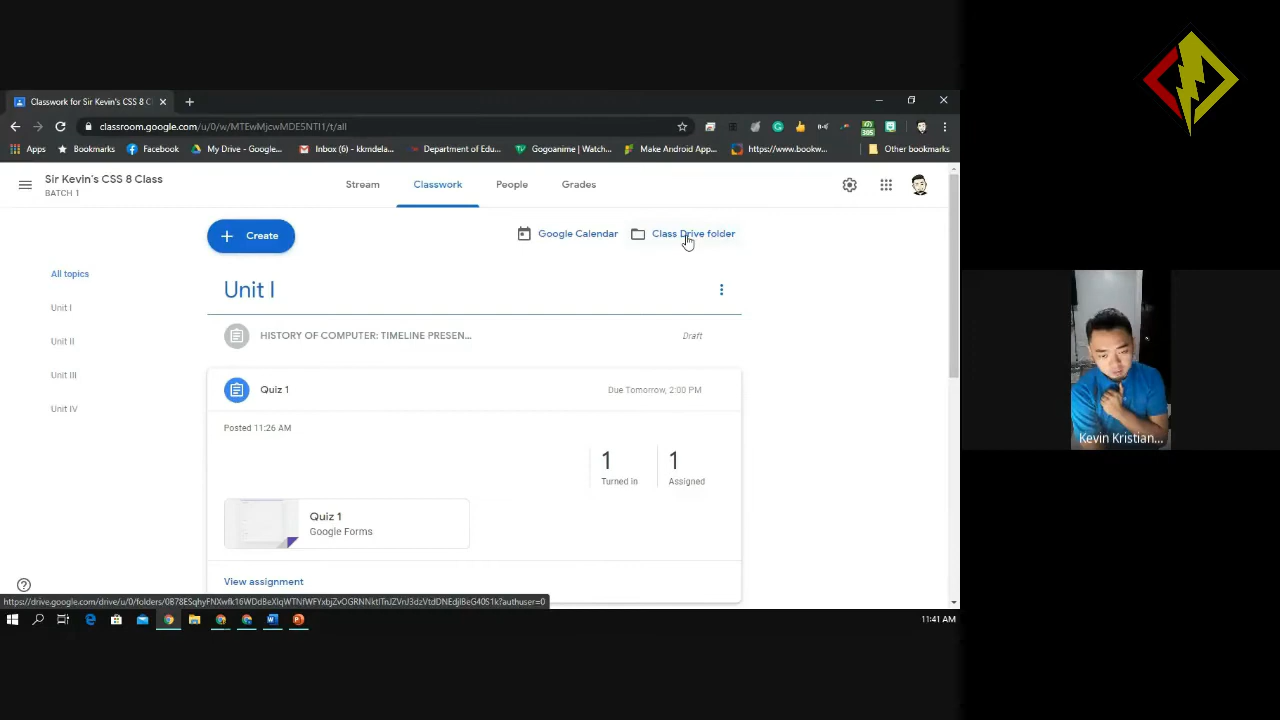 Classwork for Sir Kevin's CSS 8 C
classroom.google.com/u/0/w/MTEwMjcwMDE5NTI1/t/all
Apps
Bookmarks
Facebook
My Drive - Google...
Inbox (6) - kkmdela...
Department of Edu...
Gogoanime | Watch...
Make Android App...
https://www.bookw...
Other bookmarks
Sir Kevin's CSS 8 Class
BATCH 1
Stream
Classwork
People
Grades
Create
Google Calendar
Class Drive folder
All topics
Unit I
Unit II
Unit III
Unit IV
Unit I
HISTORY OF COMPUTER: TIMELINE PRESEN...
Draft
Quiz 1
Due Tomorrow, 2:00 PM
Posted 11:26 AM
1
Turned in
1
Assigned
Quiz 1
Google Forms
View assignment
11:41 AM
Kevin Kristian...